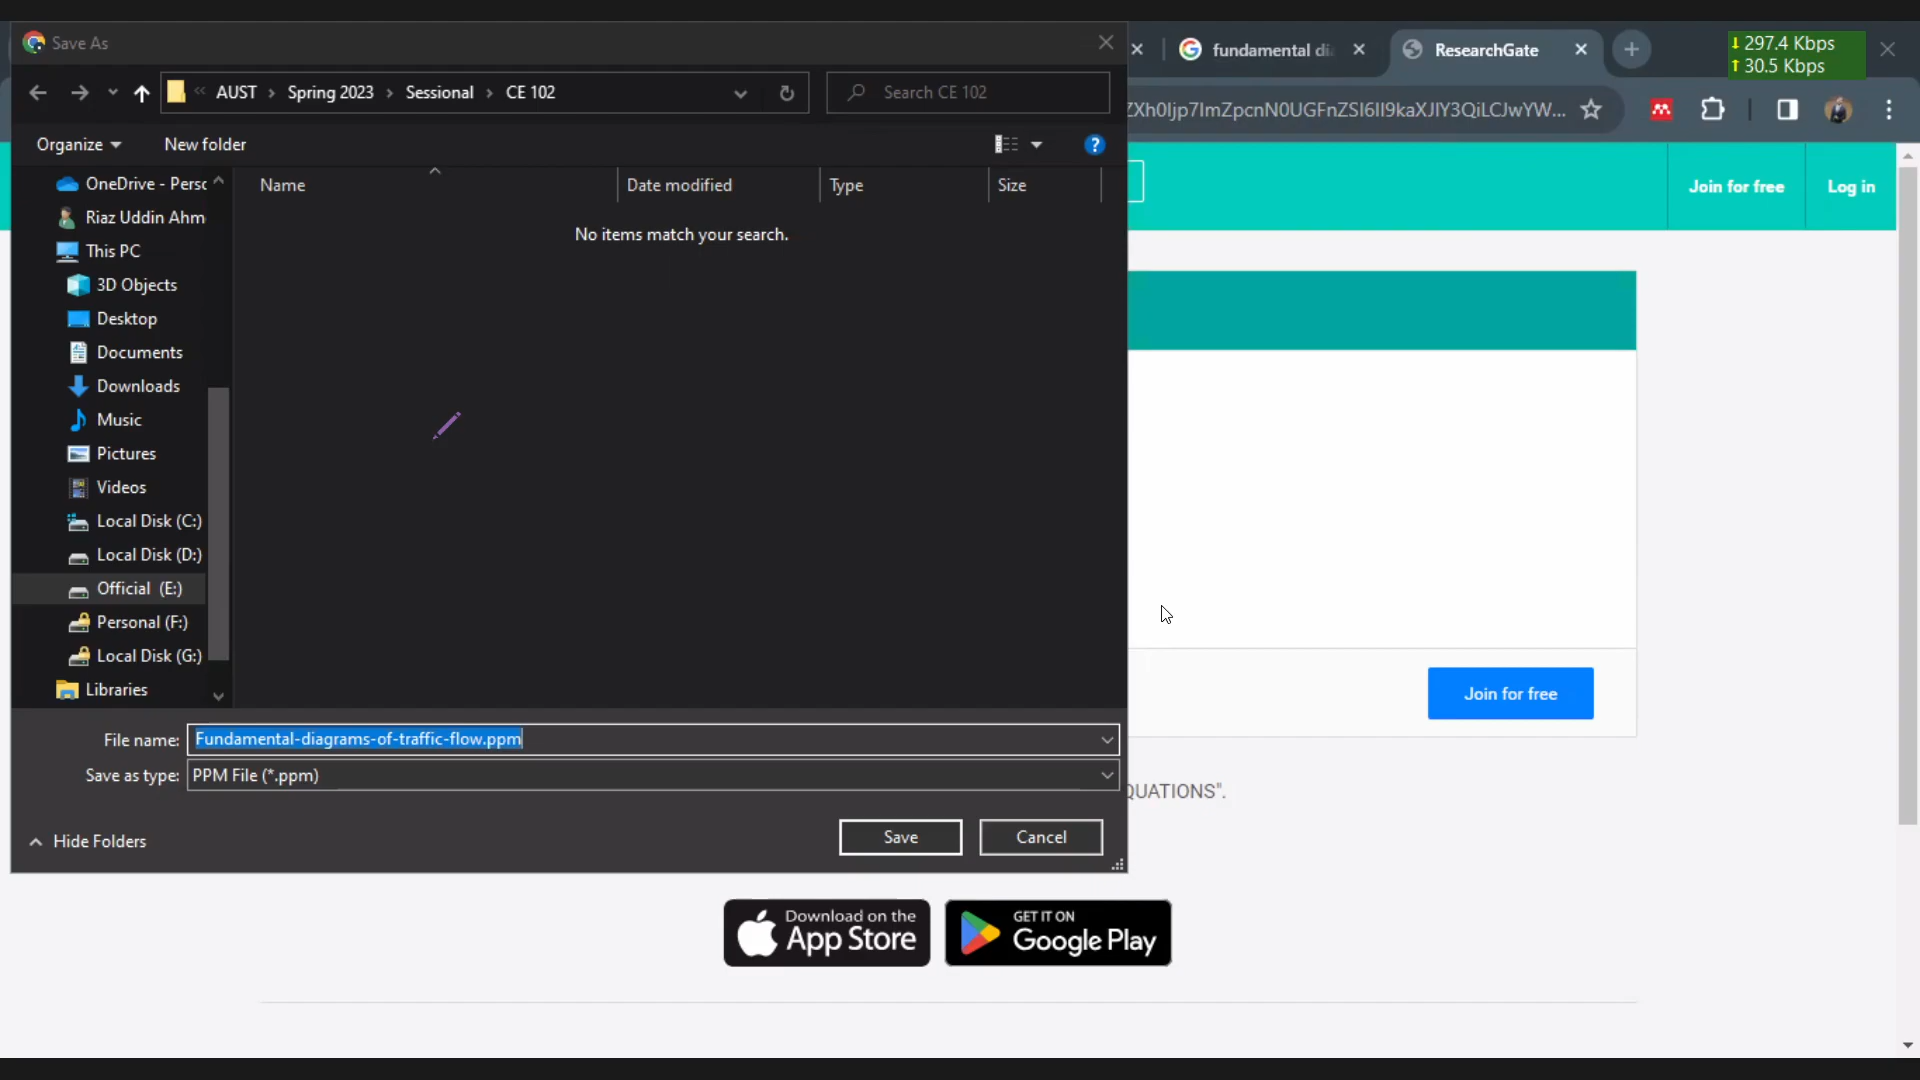 Save As
fundamental di
ResearchGate
297.4 Kbps
30.5 Kbps
AUST
Spring 2023
Sessional
CE 102
Search CE 102
ZXh0Ijp7ImZpcnN0UGFnZSI6Il9kaXJlY3QiLCJwYW...
Organize
New folder
Name
Date modified
Type
Size
Join for free
Log in
No items match your search.
OneDrive - Persc
Riaz Uddin Ahm
This PC
3D Objects
Desktop
Documents
Downloads
Music
Pictures
Videos
Local Disk (C:)
Local Disk (D:)
Official (E:)
Personal (F:)
Local Disk (G:)
Libraries
Join for free
File name:
Fundamental-diagrams-of-traffic-flow.ppm
Save as type:
PPM File (*.ppm)
QUATIONS".
Hide Folders
Save
Cancel
Download on the
App Store
GET IT ON
Google Play